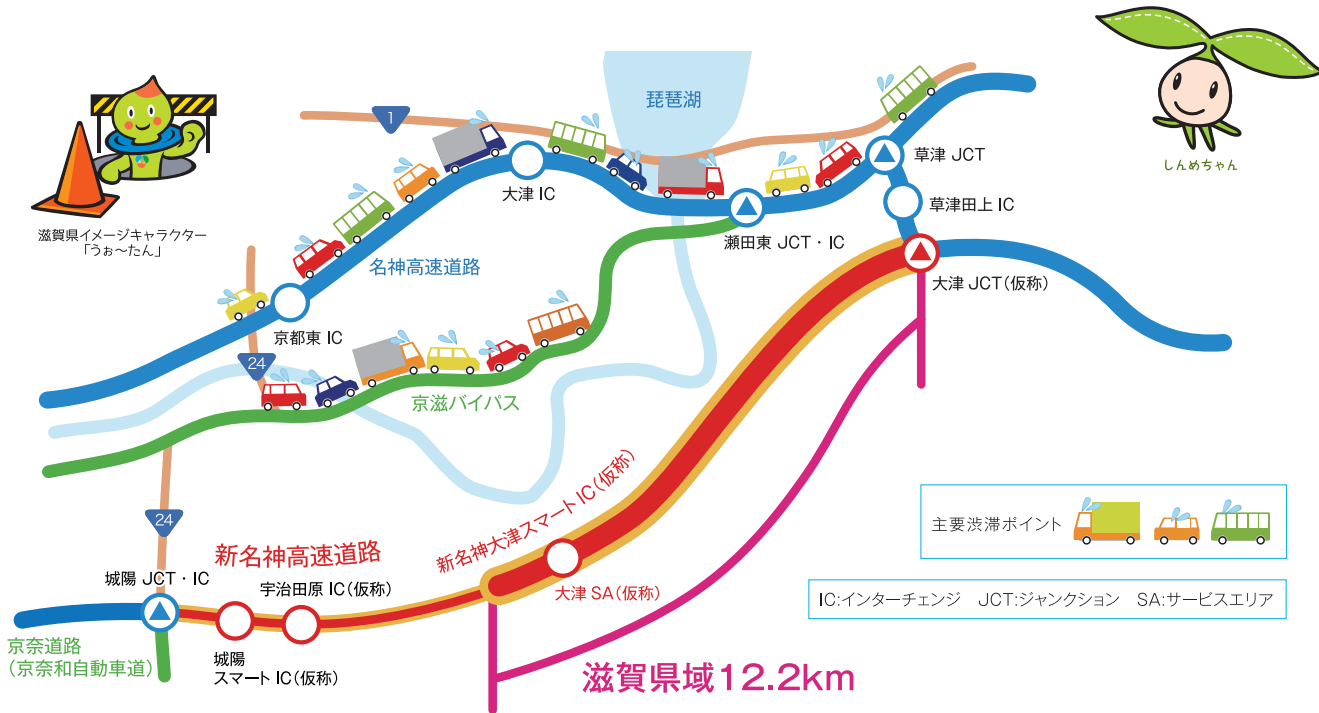 琵琶湖
1
草津 JCT
大津 IC
しんめちゃん
草津田上 IC
滋賀県イメージキャラクター
「うぉ〜たん」
瀬田東 JCT・IC
名神高速道路
大津 JCT(仮称)
京都東 IC
24
京滋バイパス
新名神大津スマート IC(仮称)
主要渋滞ポイント
24
新名神高速道路
城陽 JCT・IC
宇治田原 IC(仮称)
大津 SA(仮称)
IC:インターチェンジ JCT:ジャンクション SA:サービスエリア
京奈道路
(京奈和自動車道)
城陽
スマート IC(仮称)
滋賀県域12.2km